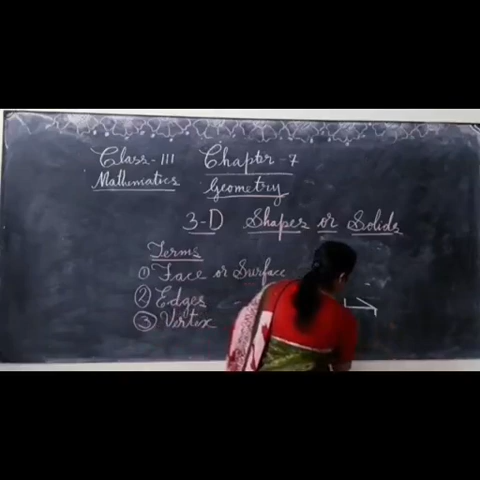 Class-III Chapter-7
Mathematics Geometry
3-D Shapes or Solids
Terms
① Face or Surface
② Edges
③ Vertex